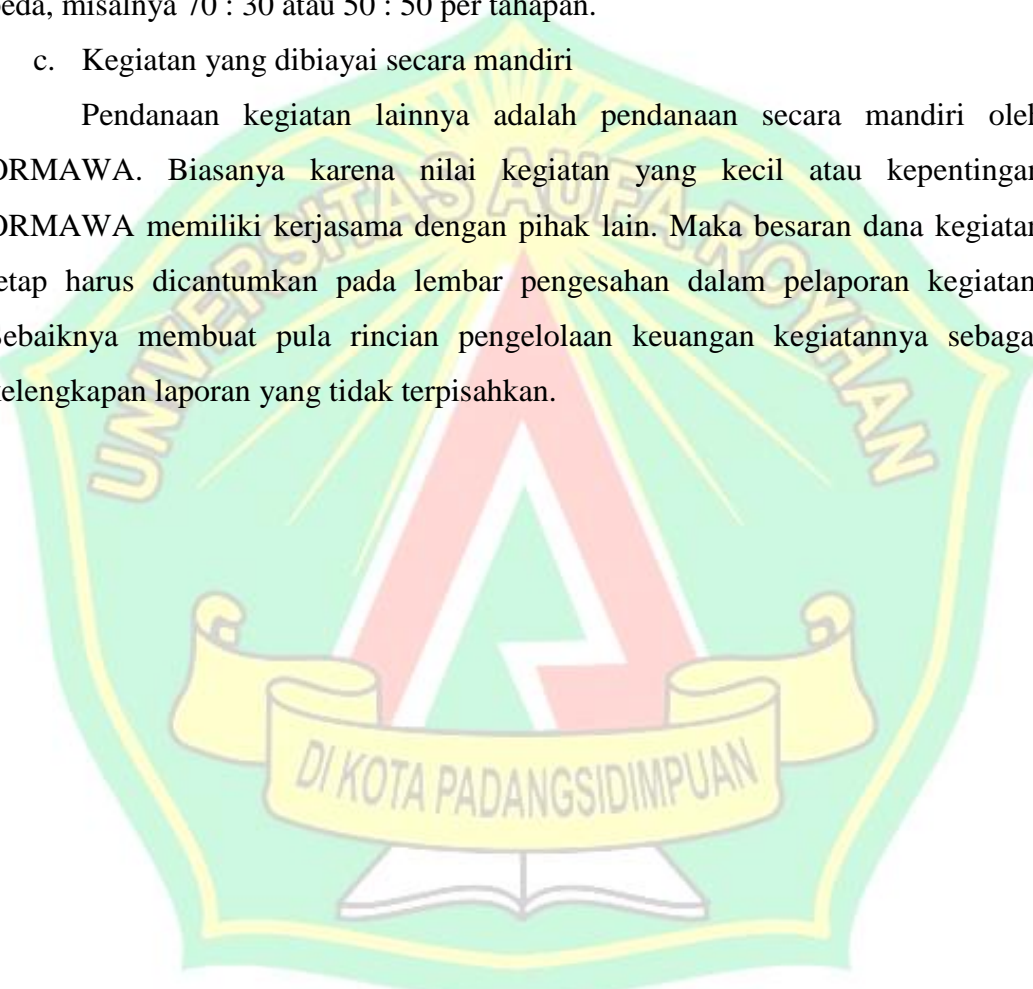 beda, misalnya 70 : 30 atau 50 : 50 per tahapan.
c. Kegiatan yang dibiayai secara mandiri
Pendanaan kegiatan lainnya adalah pendanaan secara mandiri oleh
ORMAWA. Biasanya karena nilai kegiatan yang kecil atau kepentingan
ORMAWA memiliki kerjasama dengan pihak lain. Maka besaran dana kegiatan
tetap harus dicantumkan pada lembar pengesahan dalam pelaporan kegiatan
Sebaiknya membuat pula rincian pengelolaan keuangan kegiatannya sebagai
kelengkapan laporan yang tidak terpisahkan.
UNIVERSITAS AUFA ROYHAN
DI KOTA PADANGSIDIMPUAN